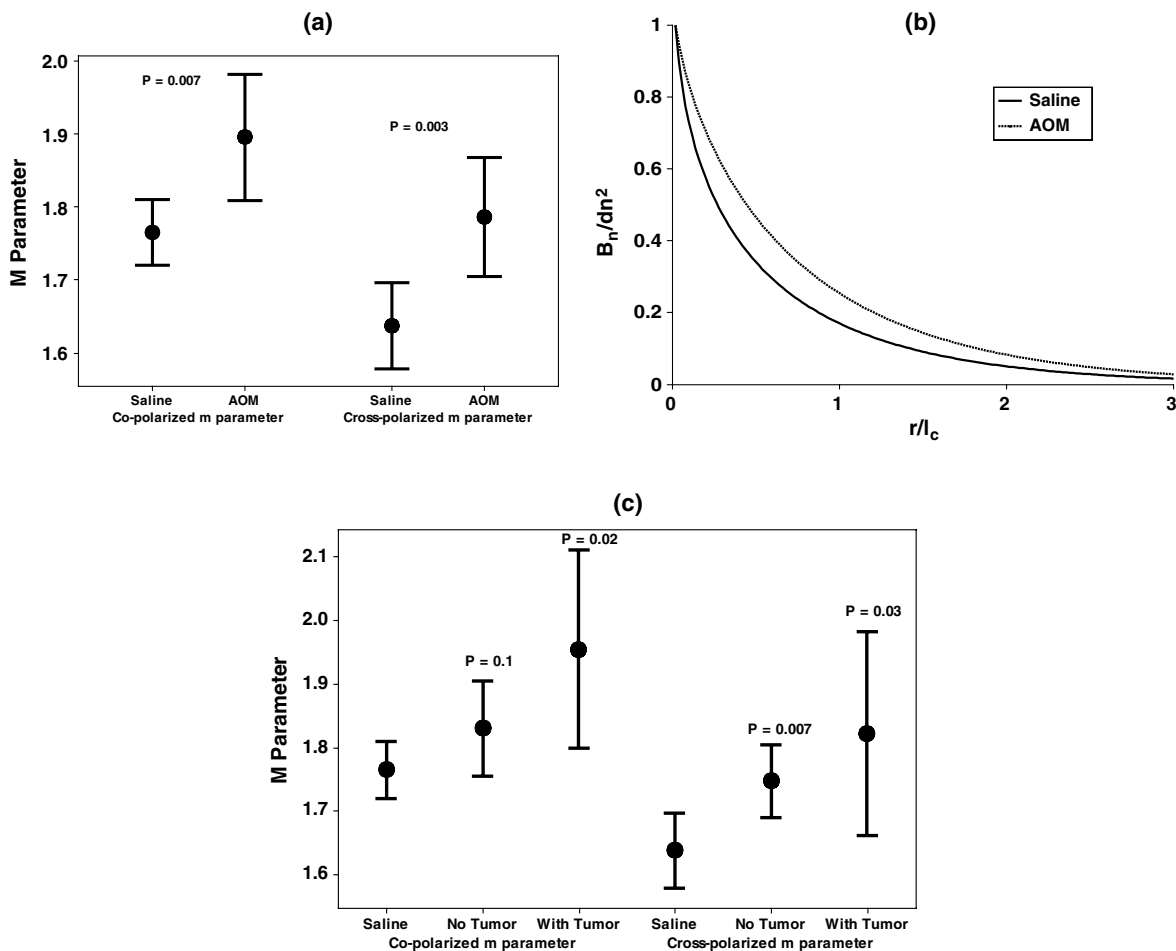 (a)
M Parameter
2.0
1.9
1.8
1.7
1.6
P = 0.007
P = 0.003
Saline AOM Saline AOM
Co-polarized m parameter Cross-polarized m parameter
(b)
Bn/dn²
1
0.8
0.6
0.4
0.2
0
Saline
AOM
0 1 2 3
r/lc
(c)
M Parameter
2.1
2.0
1.9
1.8
1.7
1.6
P = 0.1
P = 0.02
P = 0.007
P = 0.03
Saline No Tumor With Tumor Saline No Tumor With Tumor
Co-polarized m parameter Cross-polarized m parameter